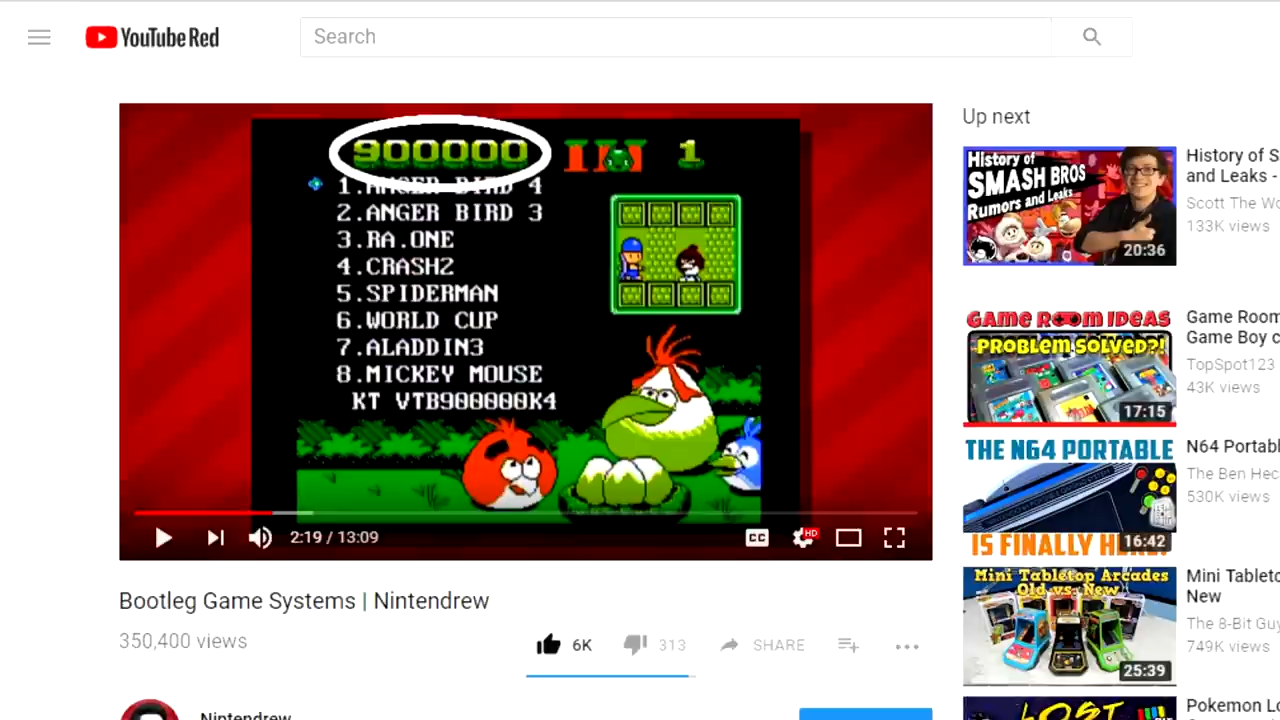 YouTube Red
Search
900000 IN 1
1.ANGER BIRD 4
2.ANGER BIRD 3
3.RA.ONE
4.CRASH2
5.SPIDERMAN
6.WORLD CUP
7.ALADDIN3
8.MICKEY MOUSE
KT VTB900000K4
2:19 / 13:09
CC
HD
Bootleg Game Systems | Nintendrew
350,400 views
6K
313
SHARE
Nintendrew
Up next
History of
SMASH BROS
Rumors and Leaks
20:36
History of S
and Leaks -
Scott The Wo
133K views
GAME ROOM IDEAS
PROBLEM SOLVED?!
17:15
Game Room
Game Boy c
TopSpot123
43K views
THE N64 PORTABLE
IS FINALLY
16:42
N64 Portabl
The Ben Hec
530K views
Mini Tabletop Arcades
Old vs. New
25:39
Mini Tableto
New
The 8-Bit Guy
749K views
LOST
Pokemon Lo